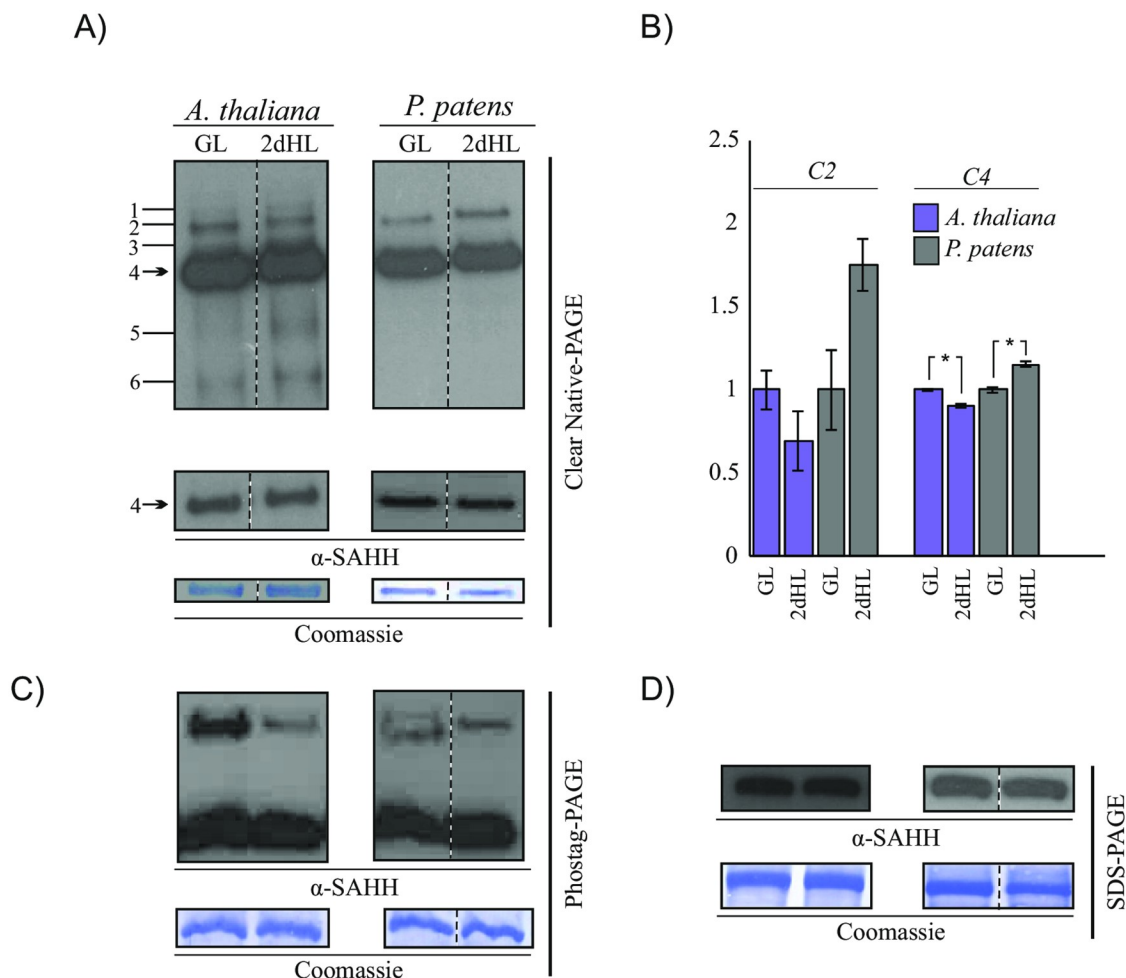 A)
A. thaliana
P. patens
GL 2dHL
GL 2dHL
1
2
3
4
5
6
4
α-SAHH
Coomassie
Clear Native-PAGE
B)
2.5
2
1.5
1
0.5
0
C2
C4
A. thaliana
P. patens
*
*
GL
2dHL
GL
2dHL
GL
2dHL
GL
2dHL
C)
α-SAHH
Coomassie
Phostag-PAGE
D)
α-SAHH
Coomassie
SDS-PAGE